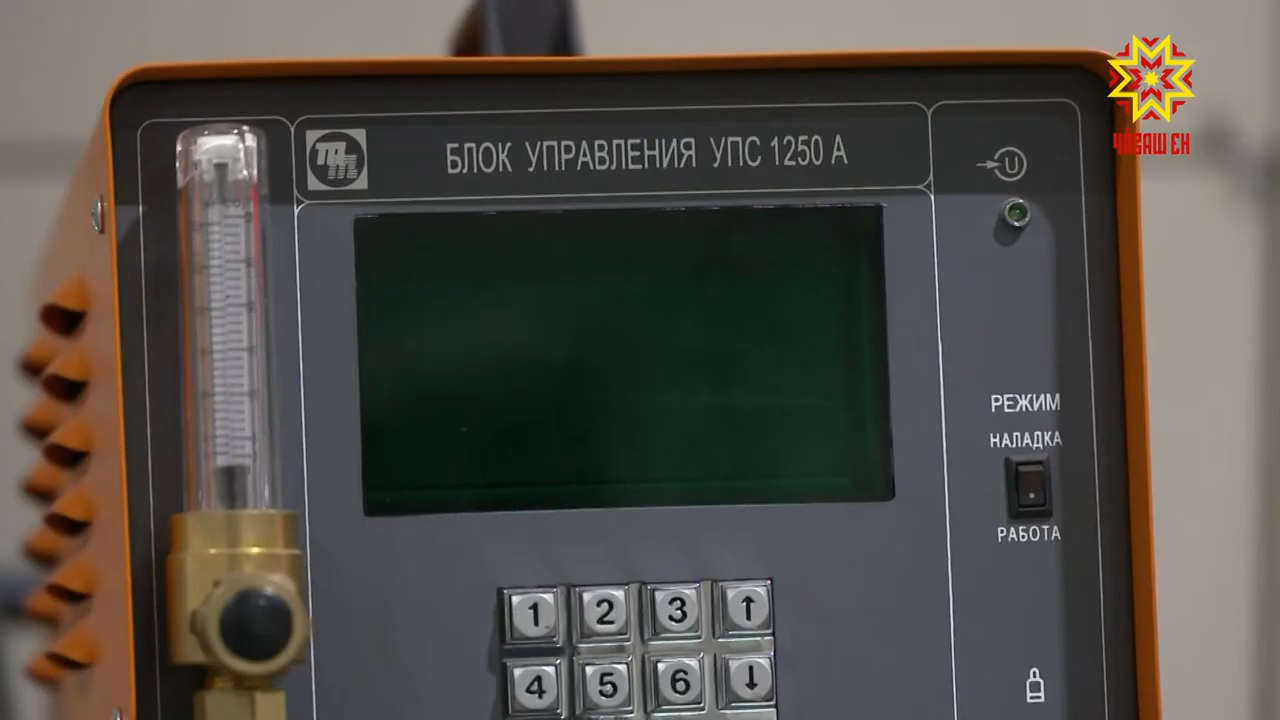 БЛОК УПРАВЛЕНИЯ УПС 1250 А
U
РЕЖИМ
НАЛАДКА
РАБОТА
1 2 3 ↑
4 5 6 ↓
ЧӐВАШ ЕН